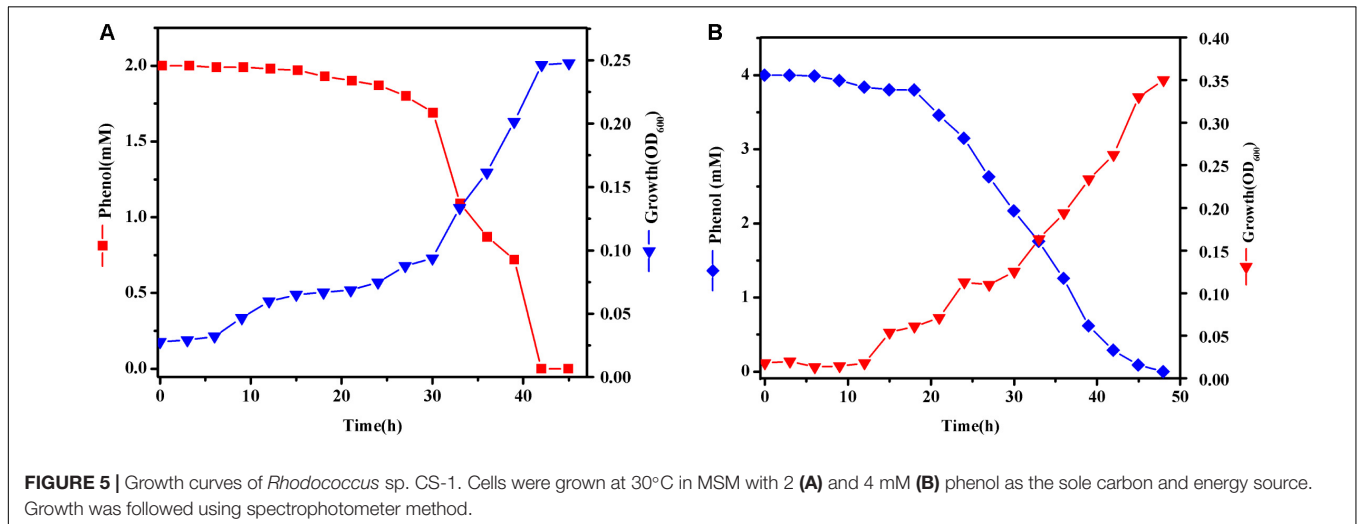 A
Phenol(mM)
2.0
1.5
1.0
0.5
0.0
0.25
0.20
0.15
0.10
0.05
0.00
Growth(OD600)
0 10 20 30 40
Time(h)
B
Phenol (mM)
4
3
2
1
0
0.40
0.35
0.30
0.25
0.20
0.15
0.10
0.05
0.00
Growth(OD600)
0 10 20 30 40 50
Time(h)
FIGURE 5 | Growth curves of Rhodococcus sp. CS-1. Cells were grown at 30°C in MSM with 2 (A) and 4 mM (B) phenol as the sole carbon and energy source.
Growth was followed using spectrophotometer method.